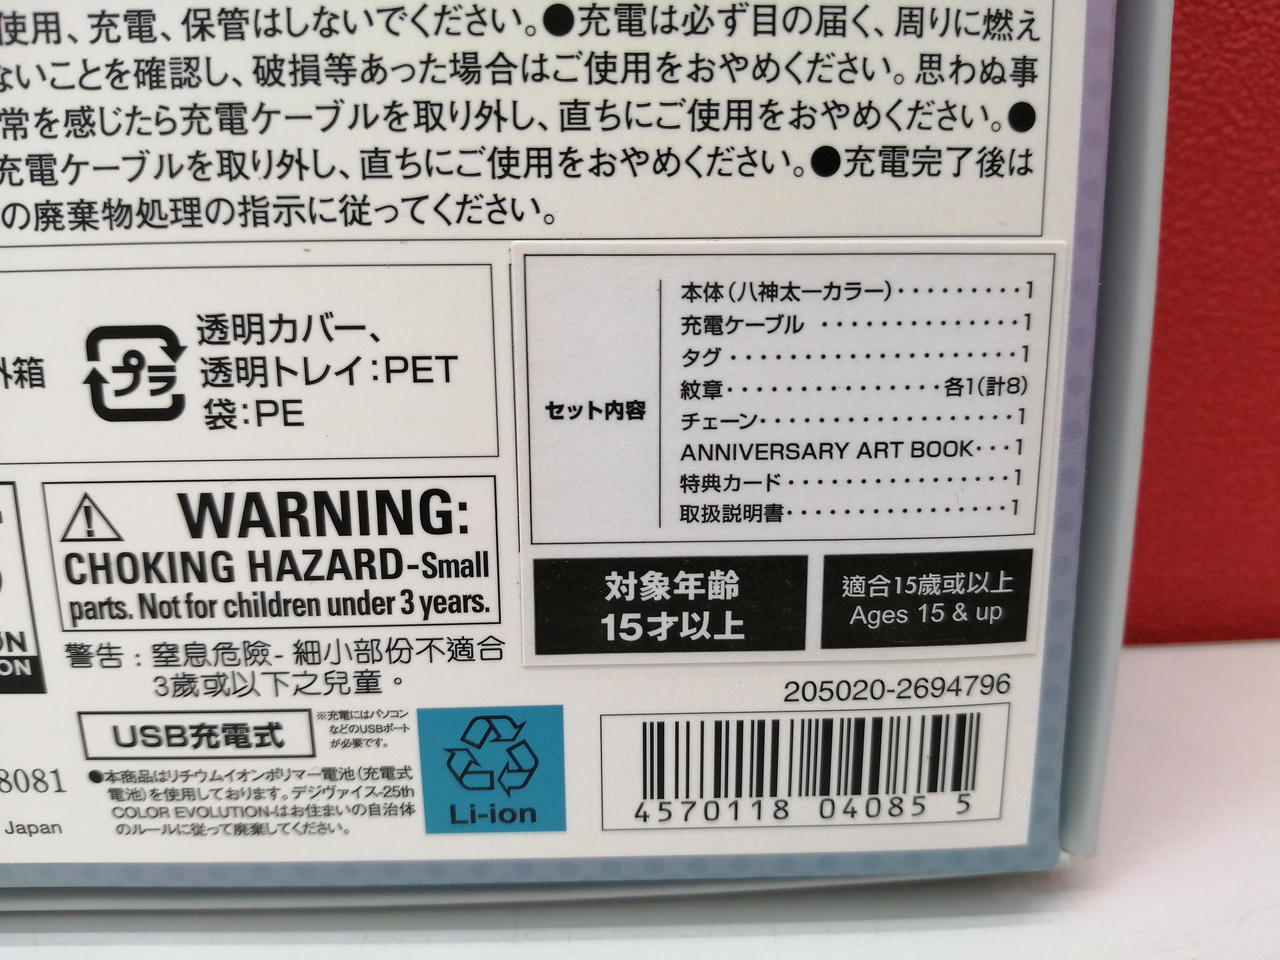 使用、充電、保管はしないでください。●充電は必ず目の届く、周りに燃え
ないことを確認し、破損等あった場合はご使用をおやめください。思わぬ事
常を感じたら充電ケーブルを取り外し、直ちにご使用をおやめください。●
充電ケーブルを取り外し、直ちにご使用をおやめください。●充電完了後は
の廃棄物処理の指示に従ってください。
外箱
プラ
透明カバー、
透明トレイ:PET
袋:PE
セット内容
本体(八神太一カラー)・・・・・・・・・1
充電ケーブル ・・・・・・・・・・・・・・1
タグ・・・・・・・・・・・・・・・・・・・・1
紋章・・・・・・・・・・・・・・・各1(計8)
チェーン・・・・・・・・・・・・・・・・・・1
ANNIVERSARY ART BOOK・・・1
特典カード・・・・・・・・・・・・・・・・1
取扱説明書・・・・・・・・・・・・・・・・1
WARNING:
CHOKING HAZARD-Small
parts. Not for children under 3 years.
警告：窒息危險- 細小部份不適合
3歲或以下之兒童。
対象年齢
15才以上
適合15歲或以上
Ages 15 & up
205020-2694796
USB充電式
※充電にはパソコン
などのUSBポート
が必要です。
●本商品はリチウムイオンポリマー電池(充電式
電池)を使用しております。デジヴァイス-25th
COLOR EVOLUTION-はお住まいの自治体
のルールに従って廃棄してください。
Li-ion
4570118 04085 5
8081
Japan
ON